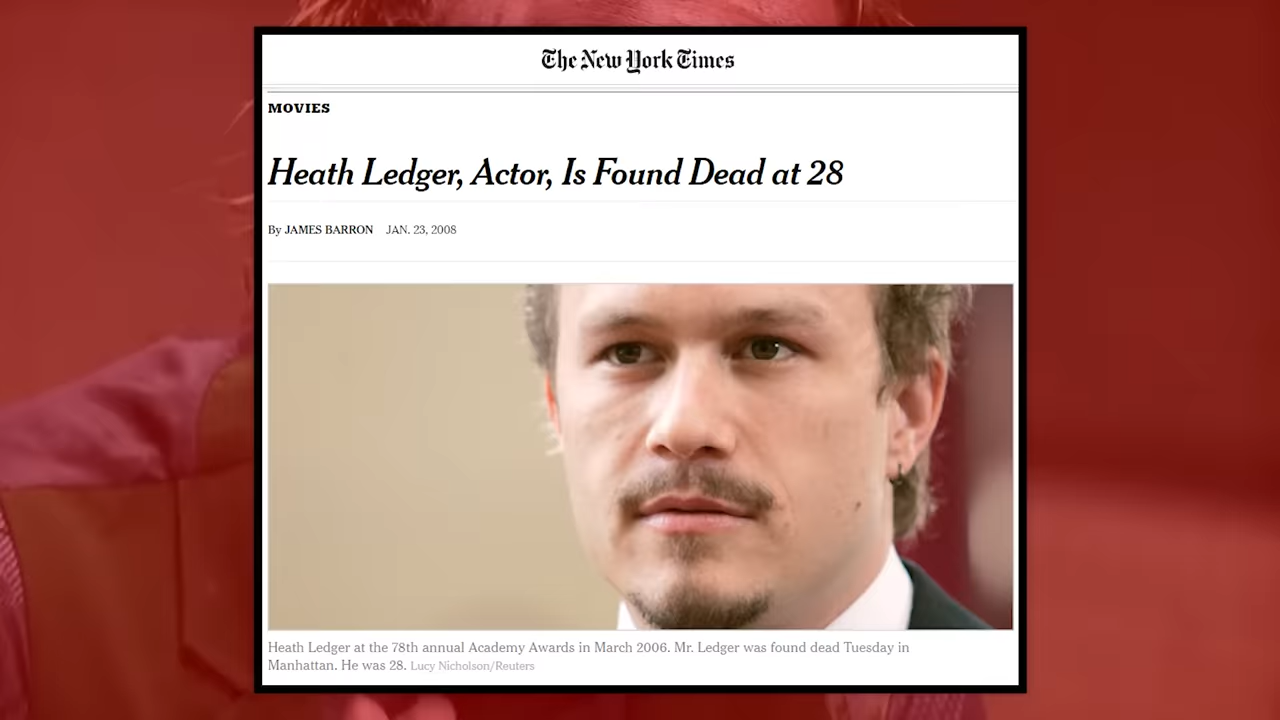 The New York Times
MOVIES
Heath Ledger, Actor, Is Found Dead at 28
By JAMES BARRON JAN. 23, 2008
Heath Ledger at the 78th annual Academy Awards in March 2006. Mr. Ledger was found dead Tuesday in
Manhattan. He was 28. Lucy Nicholson/Reuters